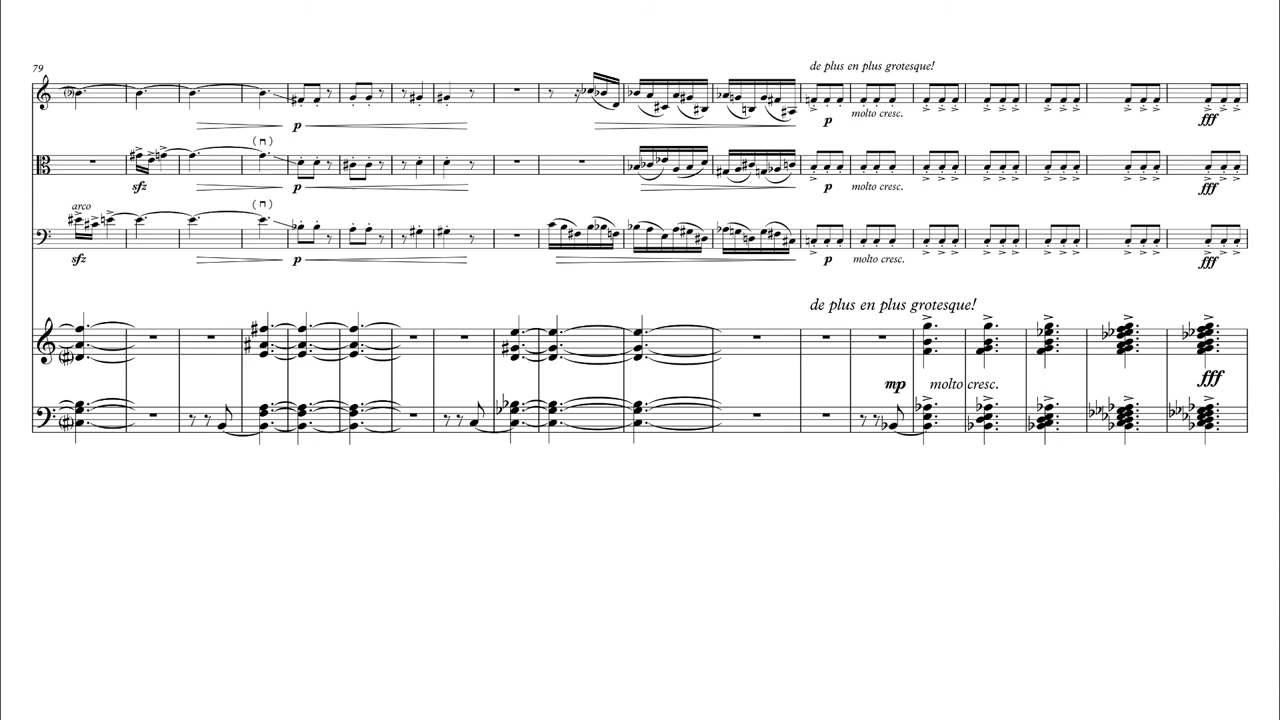 79
de plus en plus grotesque!
p
p
molto cresc.
fff
(⊓)
sfz
p
p
molto cresc.
fff
arco
(⊓)
sfz
p
p
molto cresc.
fff
de plus en plus grotesque!
mp molto cresc. fff